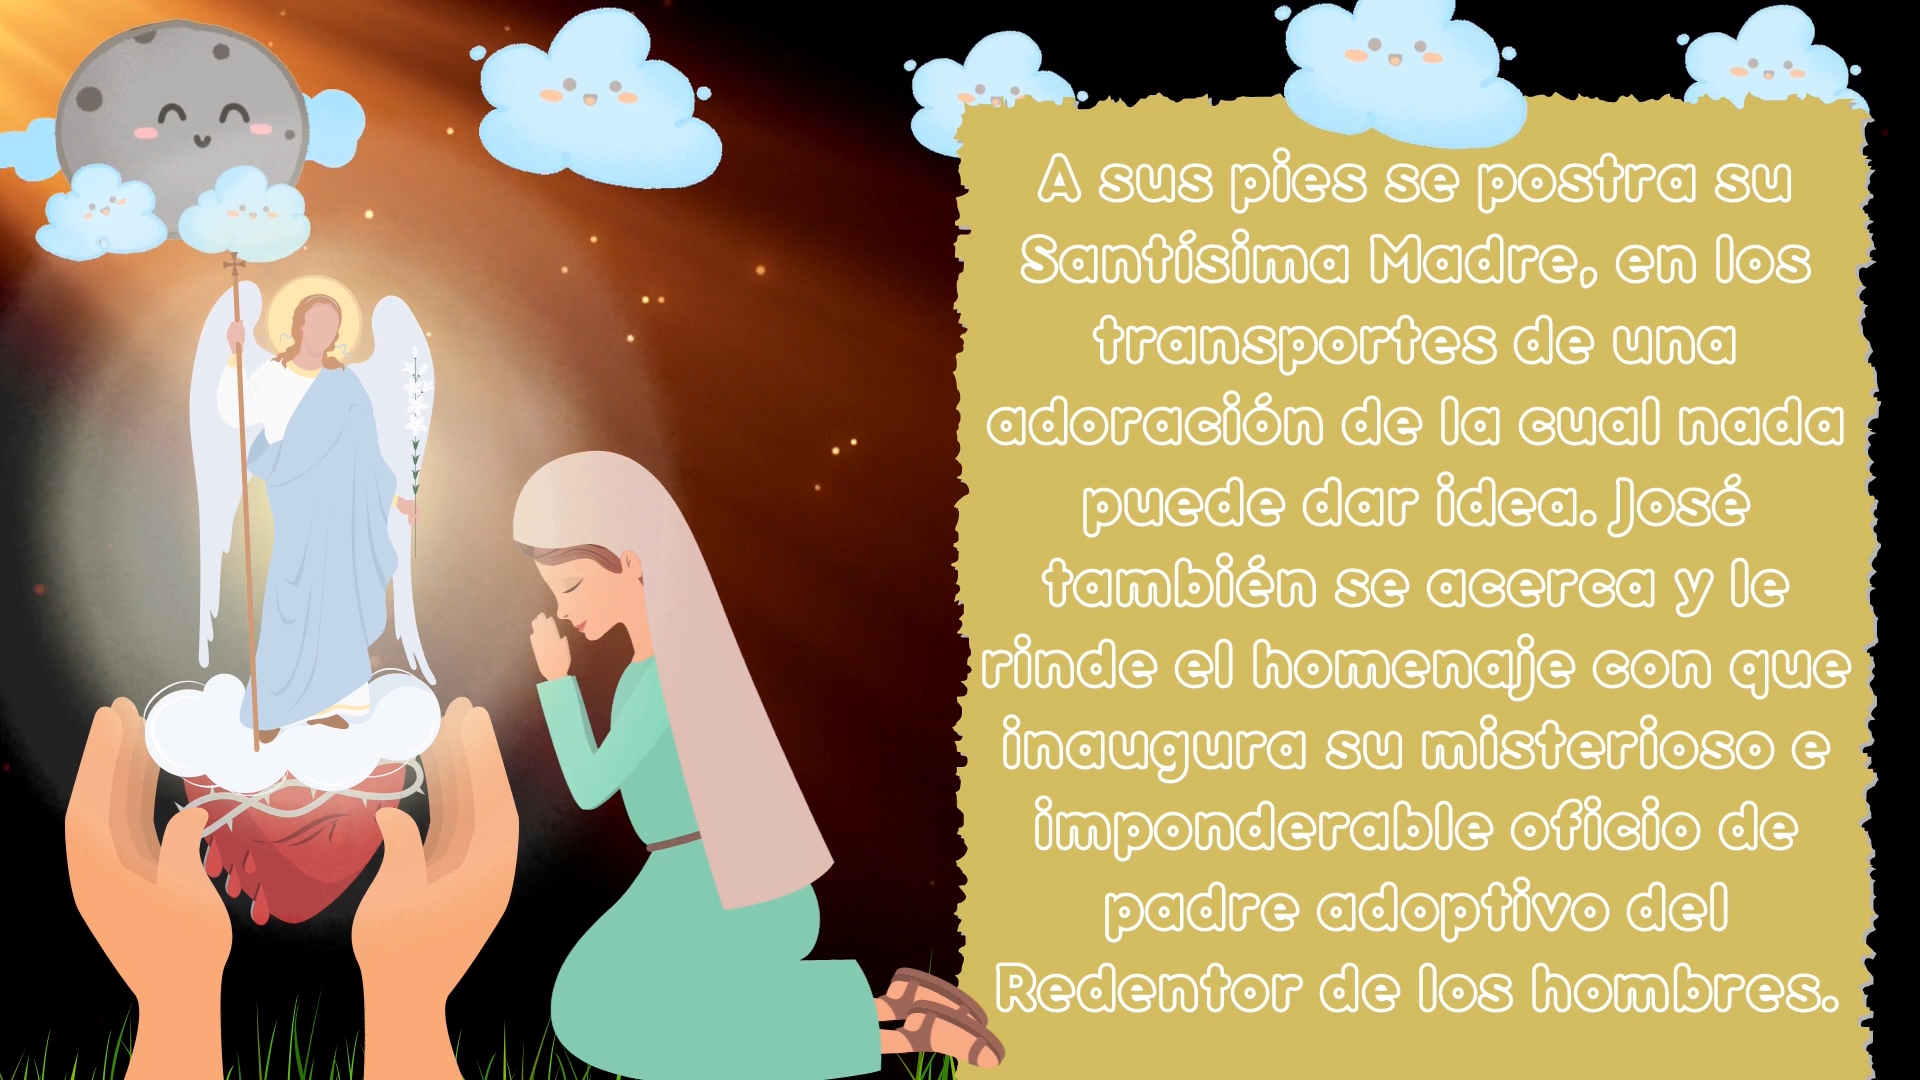 A sus pies se postra su
Santísima Madre, en los
transportes de una
adoración de la cual nada
puede dar idea. José
también se acerca y le
rinde el homenaje con que
inaugura su misterioso e
imponderable oficio de
padre adoptivo del
Redentor de los hombres.